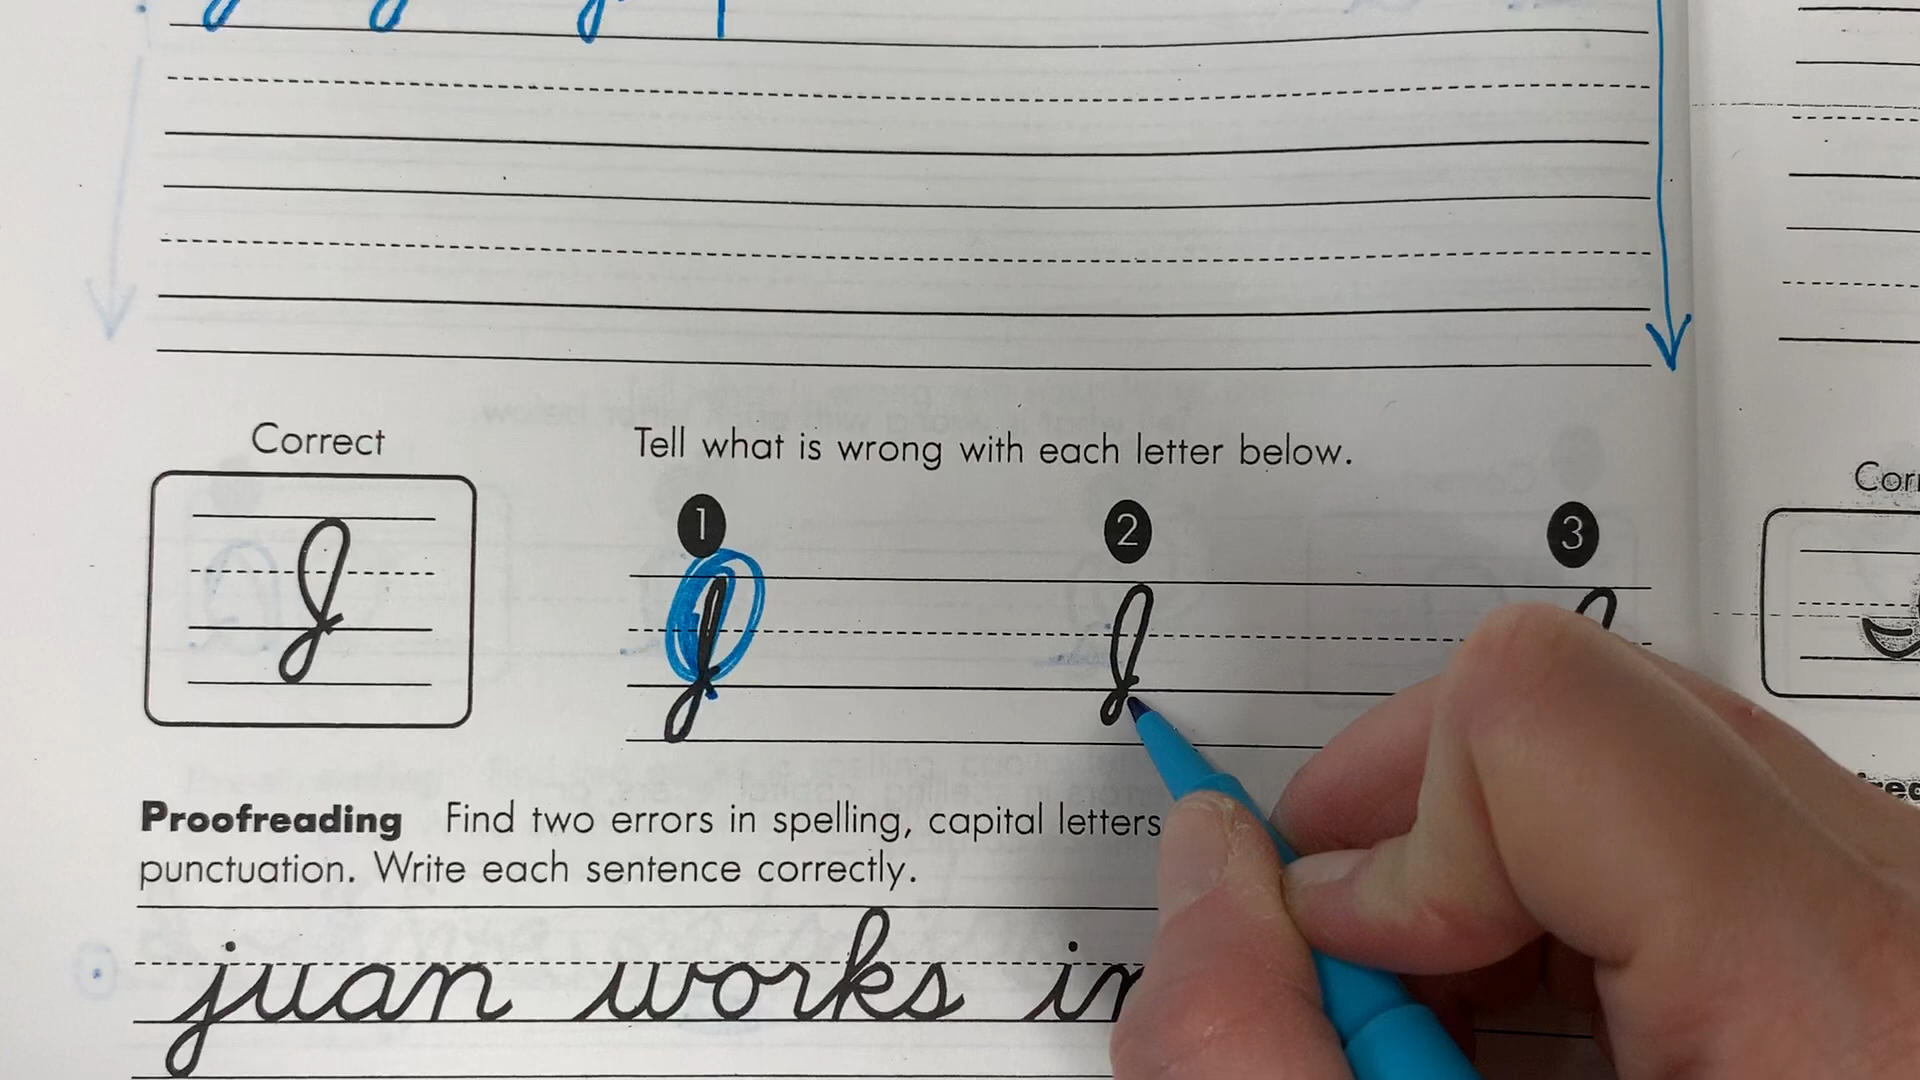 Correct
Tell what is wrong with each letter below.
1 2 3
J
J J
Proofreading Find two errors in spelling, capital letters
punctuation. Write each sentence correctly.
juan works in